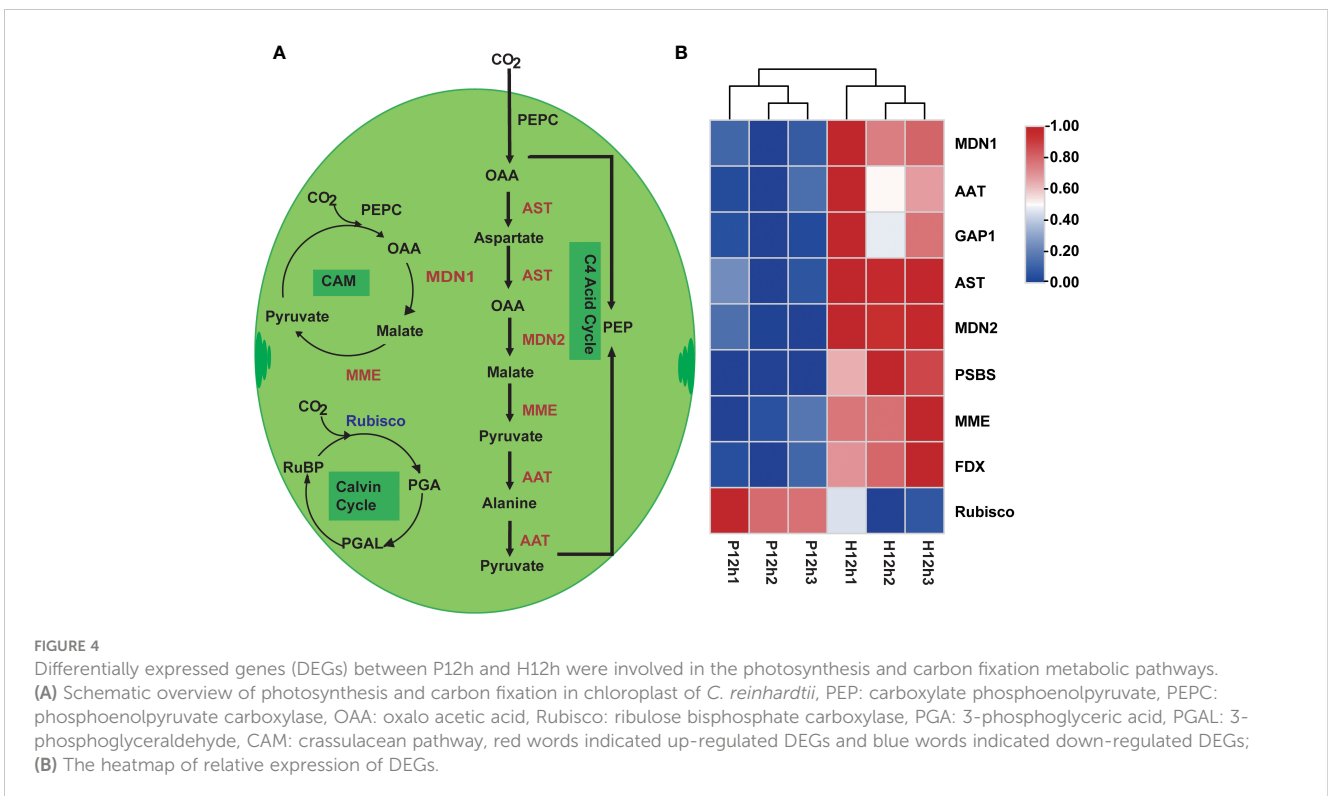 A
CO2
PEPC
OAA
AST
Aspartate
AST
OAA
MDN2
Malate
MME
Pyruvate
AAT
Alanine
AAT
Pyruvate
C4 Acid Cycle
PEP
CO2
PEPC
OAA
CAM
MDN1
Pyruvate
Malate
MME
CO2
Rubisco
RuBP
Calvin
Cycle
PGA
PGAL
B
MDN1
AAT
GAP1
AST
MDN2
PSBS
MME
FDX
Rubisco
P12h1
P12h2
P12h3
H12h1
H12h2
H12h3
1.00
0.80
0.60
0.40
0.20
0.00
FIGURE 4
Differentially expressed genes (DEGs) between P12h and H12h were involved in the photosynthesis and carbon fixation metabolic pathways.
(A) Schematic overview of photosynthesis and carbon fixation in chloroplast of C. reinhardtii, PEP: carboxylate phosphoenolpyruvate, PEPC:
phosphoenolpyruvate carboxylase, OAA: oxalo acetic acid, Rubisco: ribulose bisphosphate carboxylase, PGA: 3-phosphoglyceric acid, PGAL: 3-
phosphoglyceraldehyde, CAM: crassulacean pathway, red words indicated up-regulated DEGs and blue words indicated down-regulated DEGs;
(B) The heatmap of relative expression of DEGs.